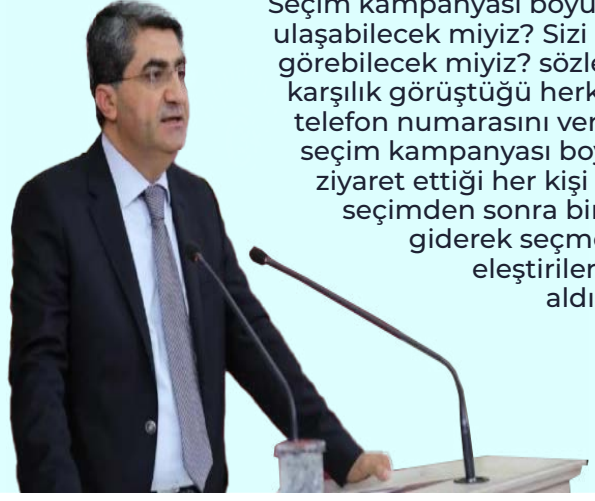 Seçim kampanyası boyu
ulaşabilecek miyiz? Sizi
görebilecek miyiz? sözle
karşılık görüştüğü herk
telefon numarasını ver
seçim kampanyası boy
ziyaret ettiği her kişi
seçimden sonra bir
giderek seçme
eleştiriler
aldı